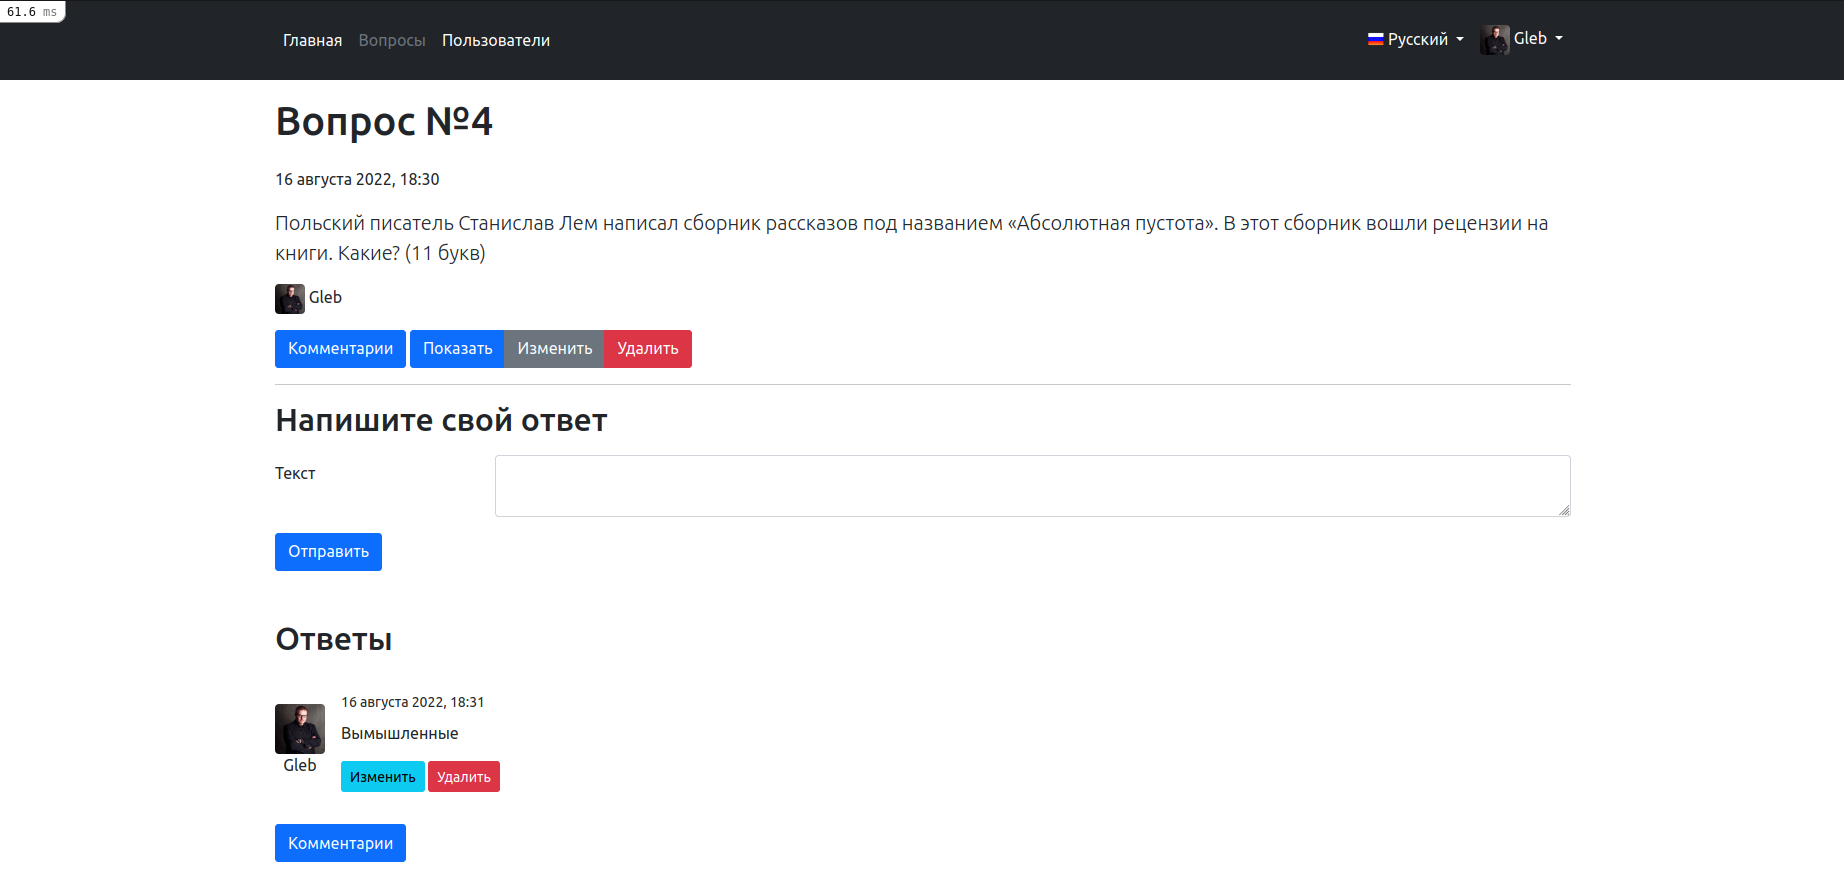 61.6 ms
Главная Вопросы Пользователи Русский Gleb
Вопрос №4
16 августа 2022, 18:30
Польский писатель Станислав Лем написал сборник рассказов под названием «Абсолютная пустота». В этот сборник вошли рецензии на
книги. Какие? (11 букв)
Gleb
Комментарии Показать Изменить Удалить
Напишите свой ответ
Текст
Отправить
Ответы
16 августа 2022, 18:31
Вымышленные
Gleb
Изменить Удалить
Комментарии